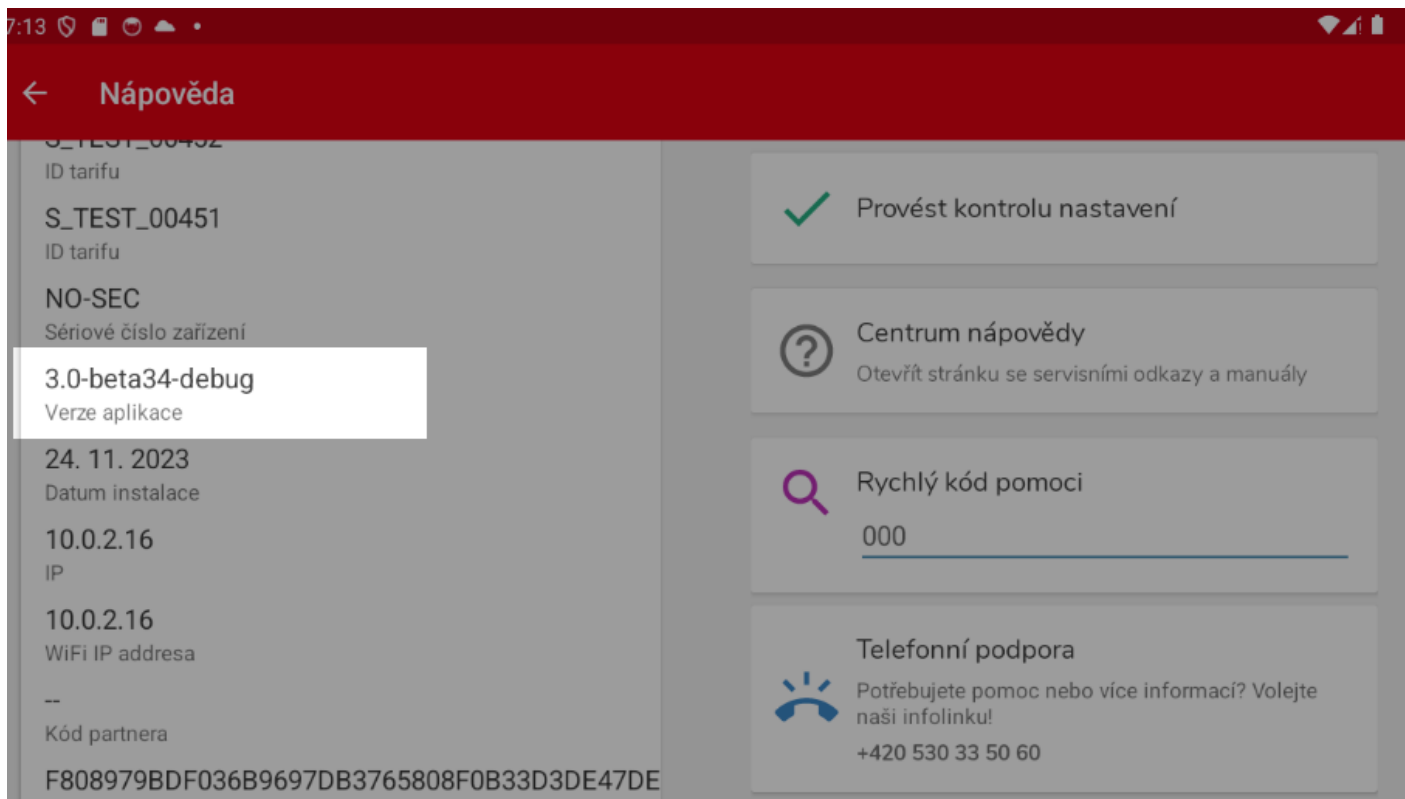 7:13
Nápověda
ID tarifu
S_TEST_00451
ID tarifu
NO-SEC
Sériové číslo zařízení
3.0-beta34-debug
Verze aplikace
24. 11. 2023
Datum instalace
10.0.2.16
IP
10.0.2.16
WiFi IP addresa
--
Kód partnera
F808979BDF036B9697DB3765808F0B33D3DE47DE
Provést kontrolu nastavení
Centrum nápovědy
Otevřít stránku se servisními odkazy a manuály
Rychlý kód pomoci
000
Telefonní podpora
Potřebujete pomoc nebo více informací? Volejte
naši infolinku!
+420 530 33 50 60